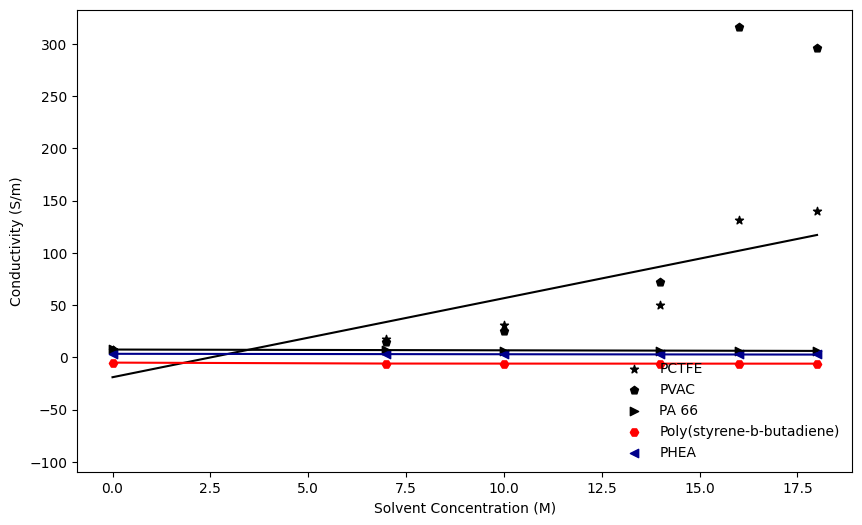 300
250
200
150
100
50
0
−50
−100
Conductivity (S/m)
0.0
2.5
5.0
7.5
10.0
12.5
15.0
17.5
Solvent Concentration (M)
PCTFE
PVAC
PA 66
Poly(styrene-b-butadiene)
PHEA